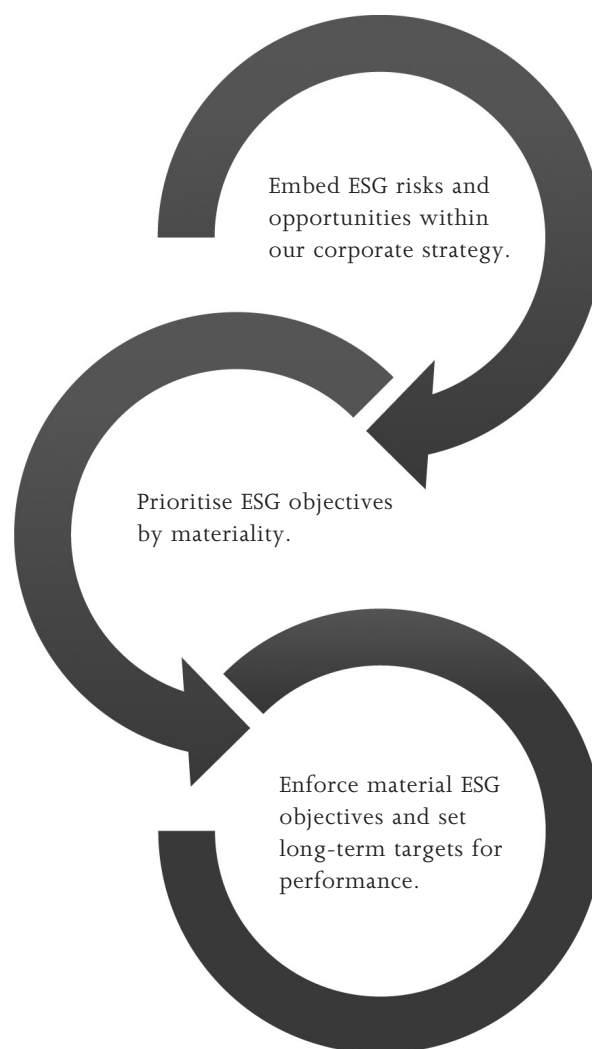 Embed ESG risks and
opportunities within
our corporate strategy.
Prioritise ESG objectives
by materiality.
Enforce material ESG
objectives and set
long-term targets for
performance.